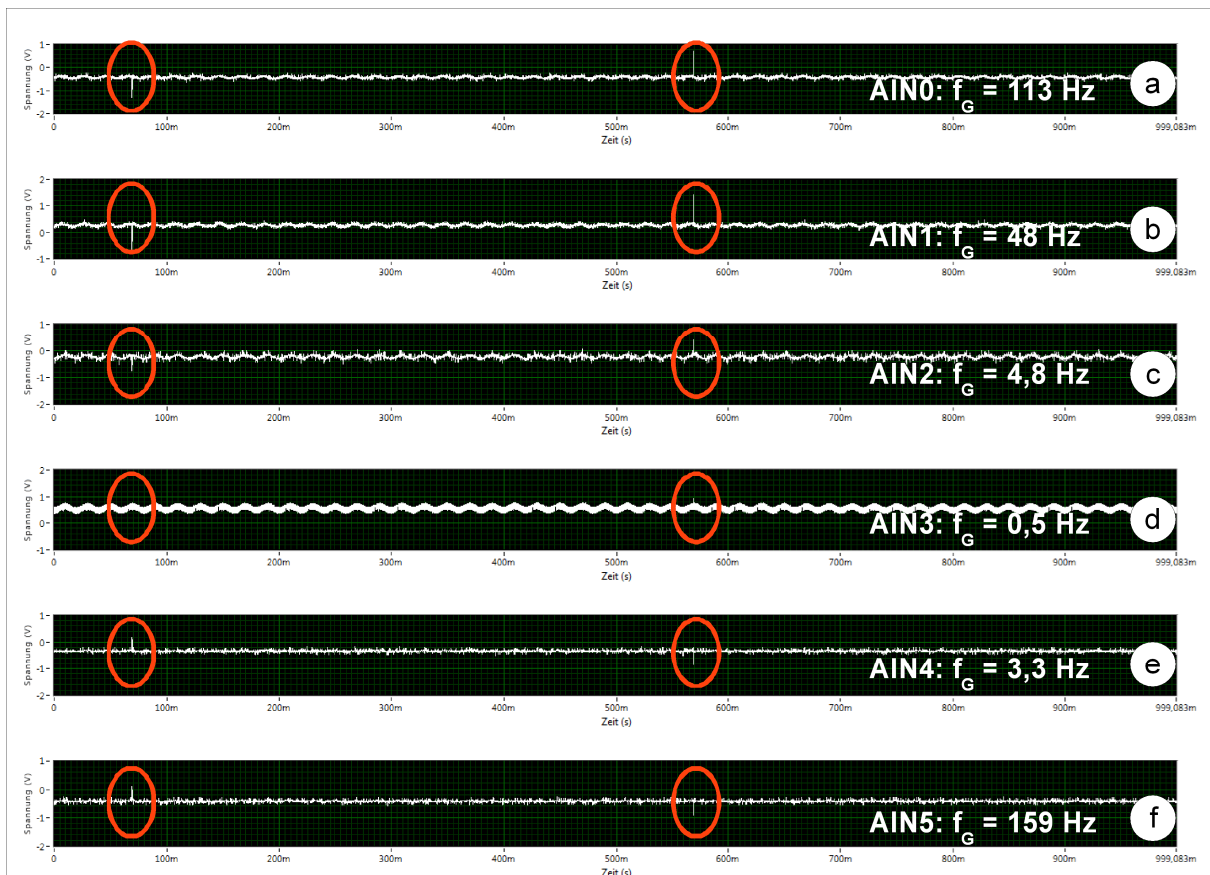 Spannung (V)
1
0
-1
-2
AIN0: fG = 113 Hz
a
0 100m 200m 300m 400m 500m 600m 700m 800m 900m 999,083m
Zeit (s)
Spannung (V)
2
1
0
-1
AIN1: fG = 48 Hz
b
0 100m 200m 300m 400m 500m 600m 700m 800m 900m 999,083m
Zeit (s)
Spannung (V)
1
0
-1
-2
AIN2: fG = 4,8 Hz
c
0 100m 200m 300m 400m 500m 600m 700m 800m 900m 999,083m
Zeit (s)
Spannung (V)
2
1
0
-1
AIN3: fG = 0,5 Hz
d
0 100m 200m 300m 400m 500m 600m 700m 800m 900m 999,083m
Zeit (s)
Spannung (V)
1
0
-1
-2
AIN4: fG = 3,3 Hz
e
0 100m 200m 300m 400m 500m 600m 700m 800m 900m 999,083m
Zeit (s)
Spannung (V)
1
0
-1
-2
AIN5: fG = 159 Hz
f
0 100m 200m 300m 400m 500m 600m 700m 800m 900m 999,083m
Zeit (s)